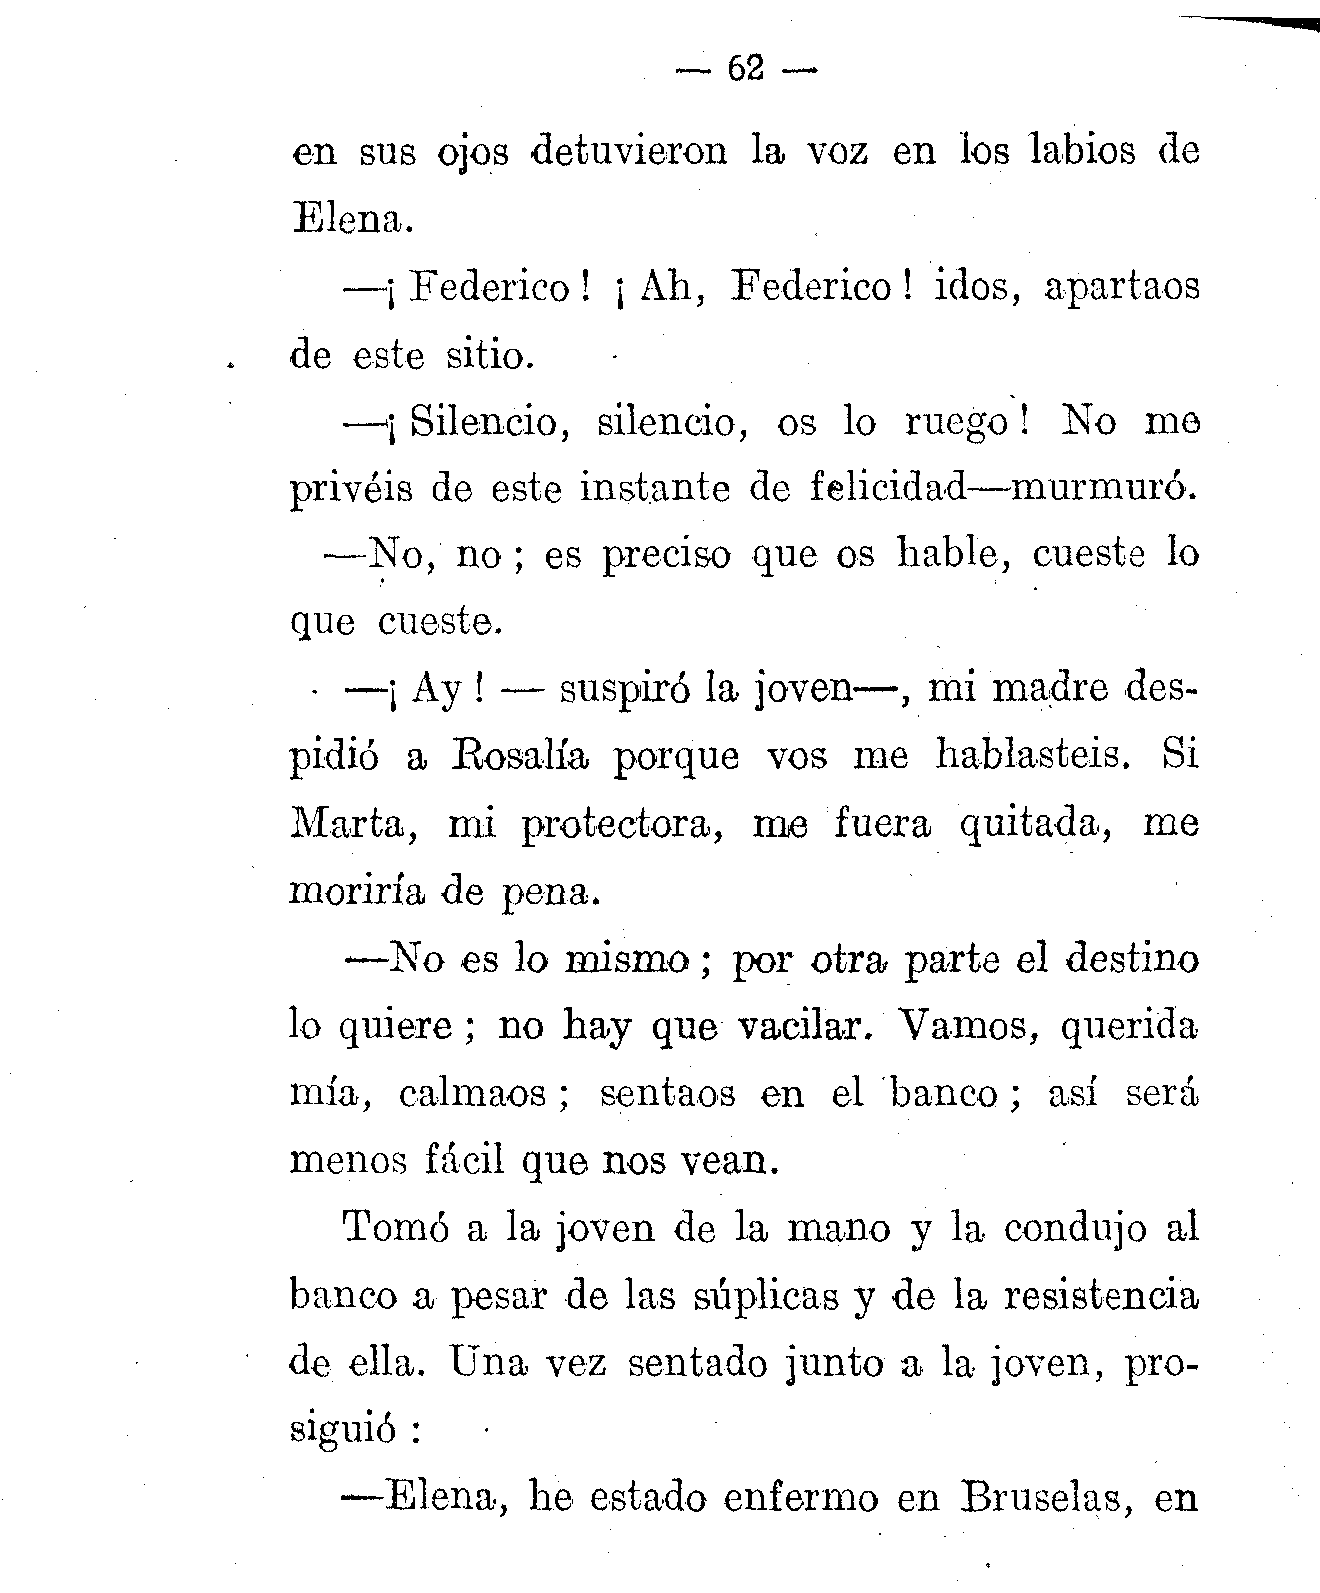 — 62 —
en sus ojos detuvieron la voz en los labios de
Elena.
—¡ Federico ! ¡ Ah, Federico ! idos, apartaos
de este sitio.
—¡ Silencio, silencio, os lo ruego ! No me
privéis de este instante de felicidad—murmuró.
—No, no ; es preciso que os hable, cueste lo
que cueste.
—¡ Ay ! — suspiró la joven—, mi madre des-
pidió a Rosalía porque vos me hablasteis. Si
Marta, mi protectora, me fuera quitada, me
moriría de pena.
—No es lo mismo ; por otra parte el destino
lo quiere ; no hay que vacilar. Vamos, querida
mía, calmaos ; sentaos en el banco ; así será
menos fácil que nos vean.
Tomó a la joven de la mano y la condujo al
banco a pesar de las súplicas y de la resistencia
de ella. Una vez sentado junto a la joven, pro-
siguió :
—Elena, he estado enfermo en Bruselas, en